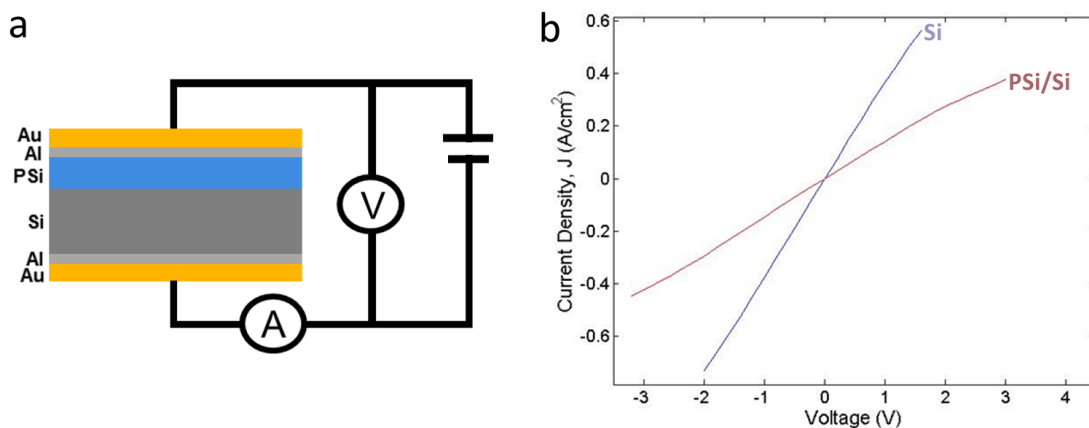 a
Au
Al
PSi
Si
Al
Au
V
A
b
Si
PSi/Si
Current Density, J (A/cm²)
0.6
0.4
0.2
0
-0.2
-0.4
-0.6
-3 -2 -1 0 1 2 3 4
Voltage (V)